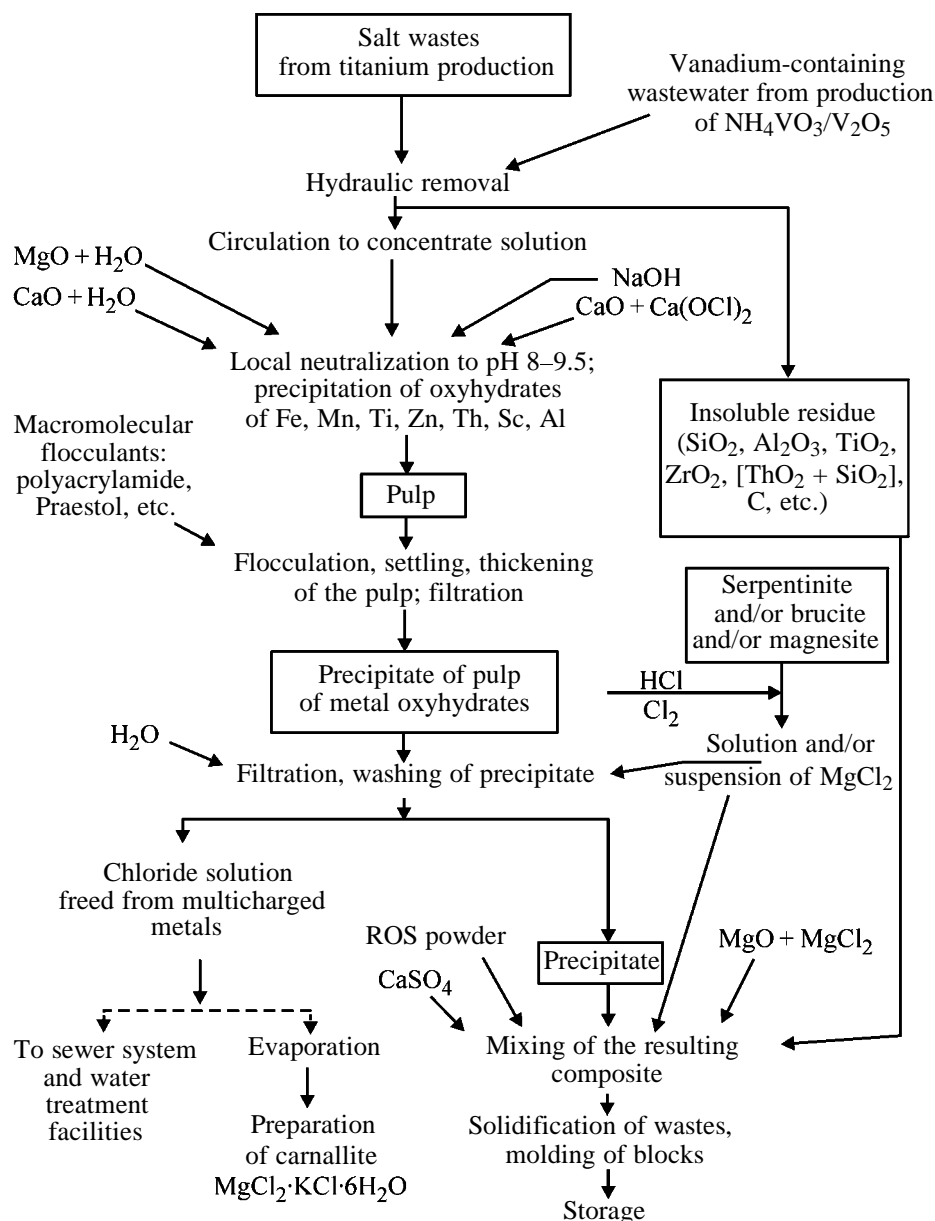 Salt wastes
from titanium production
Vanadium-containing
wastewater from production
of NH₄VO₃/V₂O₅
Hydraulic removal
Circulation to concentrate solution
MgO + H₂O
CaO + H₂O
NaOH
CaO + Ca(OCl)₂
Local neutralization to pH 8–9.5;
precipitation of oxyhydrates
of Fe, Mn, Ti, Zn, Th, Sc, Al
Insoluble residue
(SiO₂, Al₂O₃, TiO₂,
ZrO₂, [ThO₂ + SiO₂],
C, etc.)
Macromolecular
flocculants:
polyacrylamide,
Praestol, etc.
Pulp
Flocculation, settling, thickening
of the pulp; filtration
Serpentinite
and/or brucite
and/or magnesite
Precipitate of pulp
of metal oxyhydrates
HCl
Cl₂
H₂O
Filtration, washing of precipitate
Solution and/or
suspension of MgCl₂
Chloride solution
freed from multicharged
metals
ROS powder
CaSO₄
Precipitate
MgO + MgCl₂
To sewer system
and water
treatment
facilities
Evaporation
Preparation
of carnallite
MgCl₂·KCl·6H₂O
Mixing of the resulting
composite
Solidification of wastes,
molding of blocks
Storage